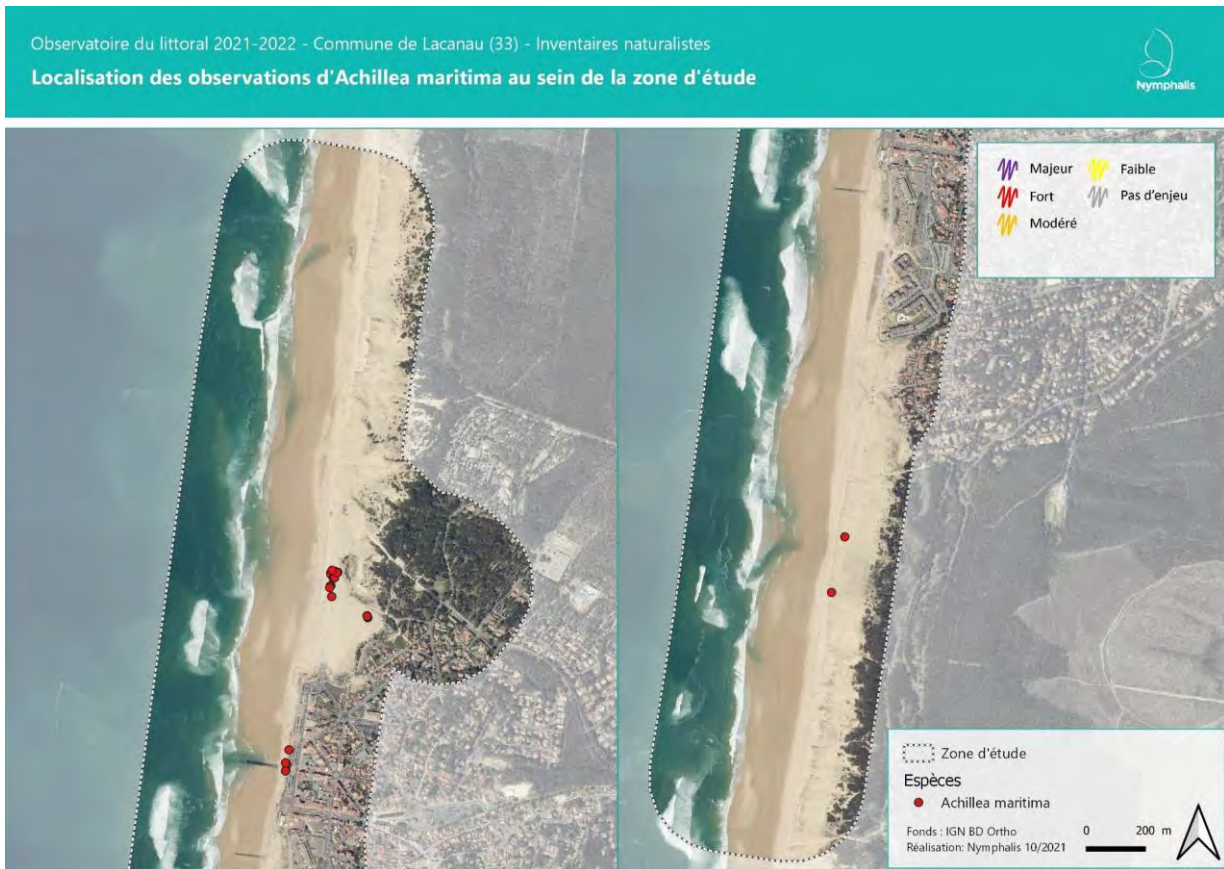 Observatoire du littoral 2021-2022 - Commune de Lacanau (33) - Inventaires naturalistes
Localisation des observations d'Achillea maritima au sein de la zone d'étude
Nymphalis
Majeur Faible
Fort Pas d'enjeu
Modéré
Zone d'étude
Espèces
Achillea maritima
Fonds : IGN BD Ortho
Réalisation: Nymphalis 10/2021
0 200 m